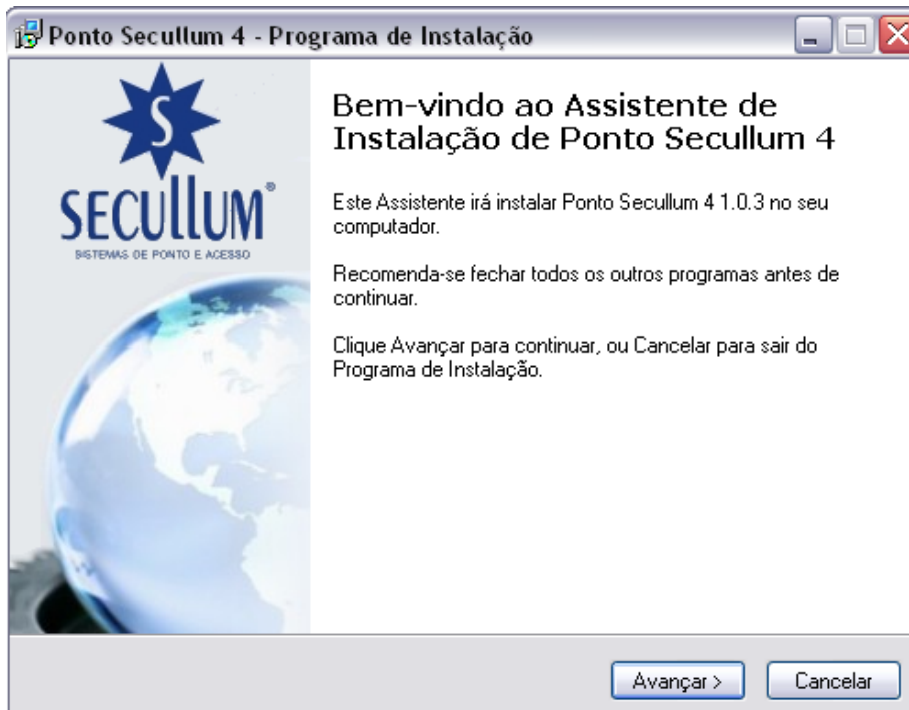 Ponto Secullum 4 - Programa de Instalação
S
SECULLUM®
SISTEMAS DE PONTO E ACESSO
Bem-vindo ao Assistente de
Instalação de Ponto Secullum 4
Este Assistente irá instalar Ponto Secullum 4 1.0.3 no seu
computador.
Recomenda-se fechar todos os outros programas antes de
continuar.
Clique Avançar para continuar, ou Cancelar para sair do
Programa de Instalação.
Avançar >
Cancelar